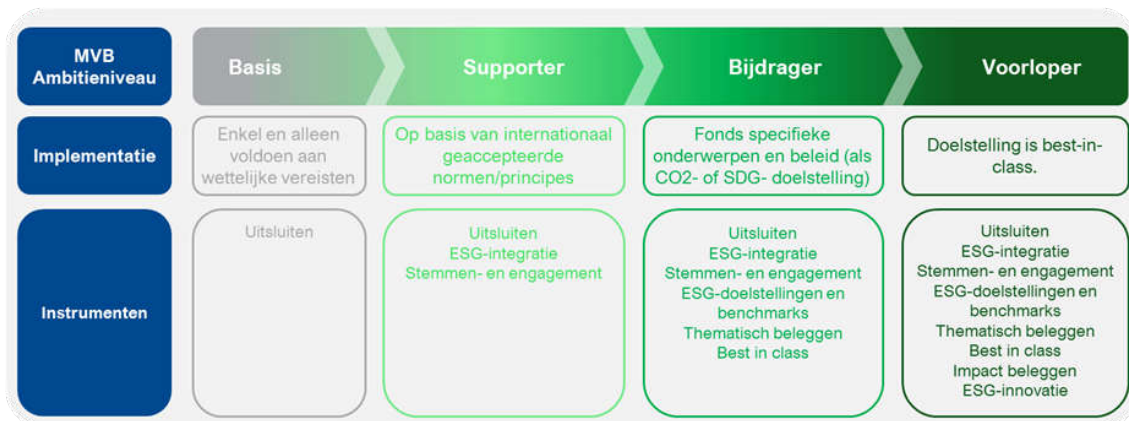 MVB
Ambitieniveau
Basis
Supporter
Bijdrager
Voorloper
Implementatie
Enkel en alleen
voldoen aan
wettelijke vereisten
Op basis van internationaal
geaccepteerde
normen/principes
Fonds specifieke
onderwerpen en beleid (als
CO2- of SDG- doelstelling)
Doelstelling is best-in-
class.
Instrumenten
Uitsluiten
Uitsluiten
ESG-integratie
Stemmen- en engagement
Uitsluiten
ESG-integratie
Stemmen- en engagement
ESG-doelstellingen en
benchmarks
Thematisch beleggen
Best in class
Uitsluiten
ESG-integratie
Stemmen- en engagement
ESG-doelstellingen en
benchmarks
Thematisch beleggen
Best in class
Impact beleggen
ESG-innovatie